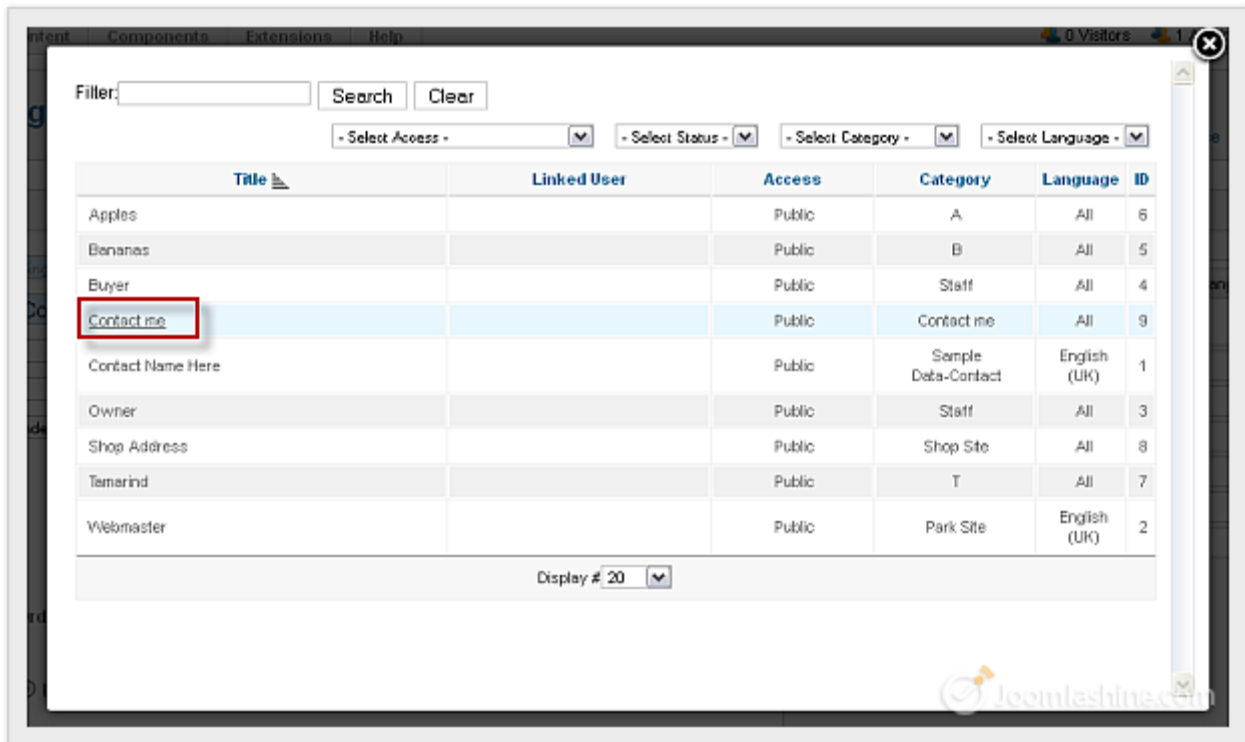 Components Extensions Help 0 Visitors 1
Filter: Search Clear
- Select Access - - Select Status - - Select Category - - Select Language -
Title Linked User Access Category Language ID
Apples Public A All 6
Bananas Public B All 5
Buyer Public Staff All 4
Contact me Public Contact me All 9
Contact Name Here Public Sample Data-Contact English (UK) 1
Owner Public Staff All 3
Shop Address Public Shop Site All 8
Tamarind Public T All 7
Webmaster Public Park Site English (UK) 2
Display # 20
Joomlashine.com